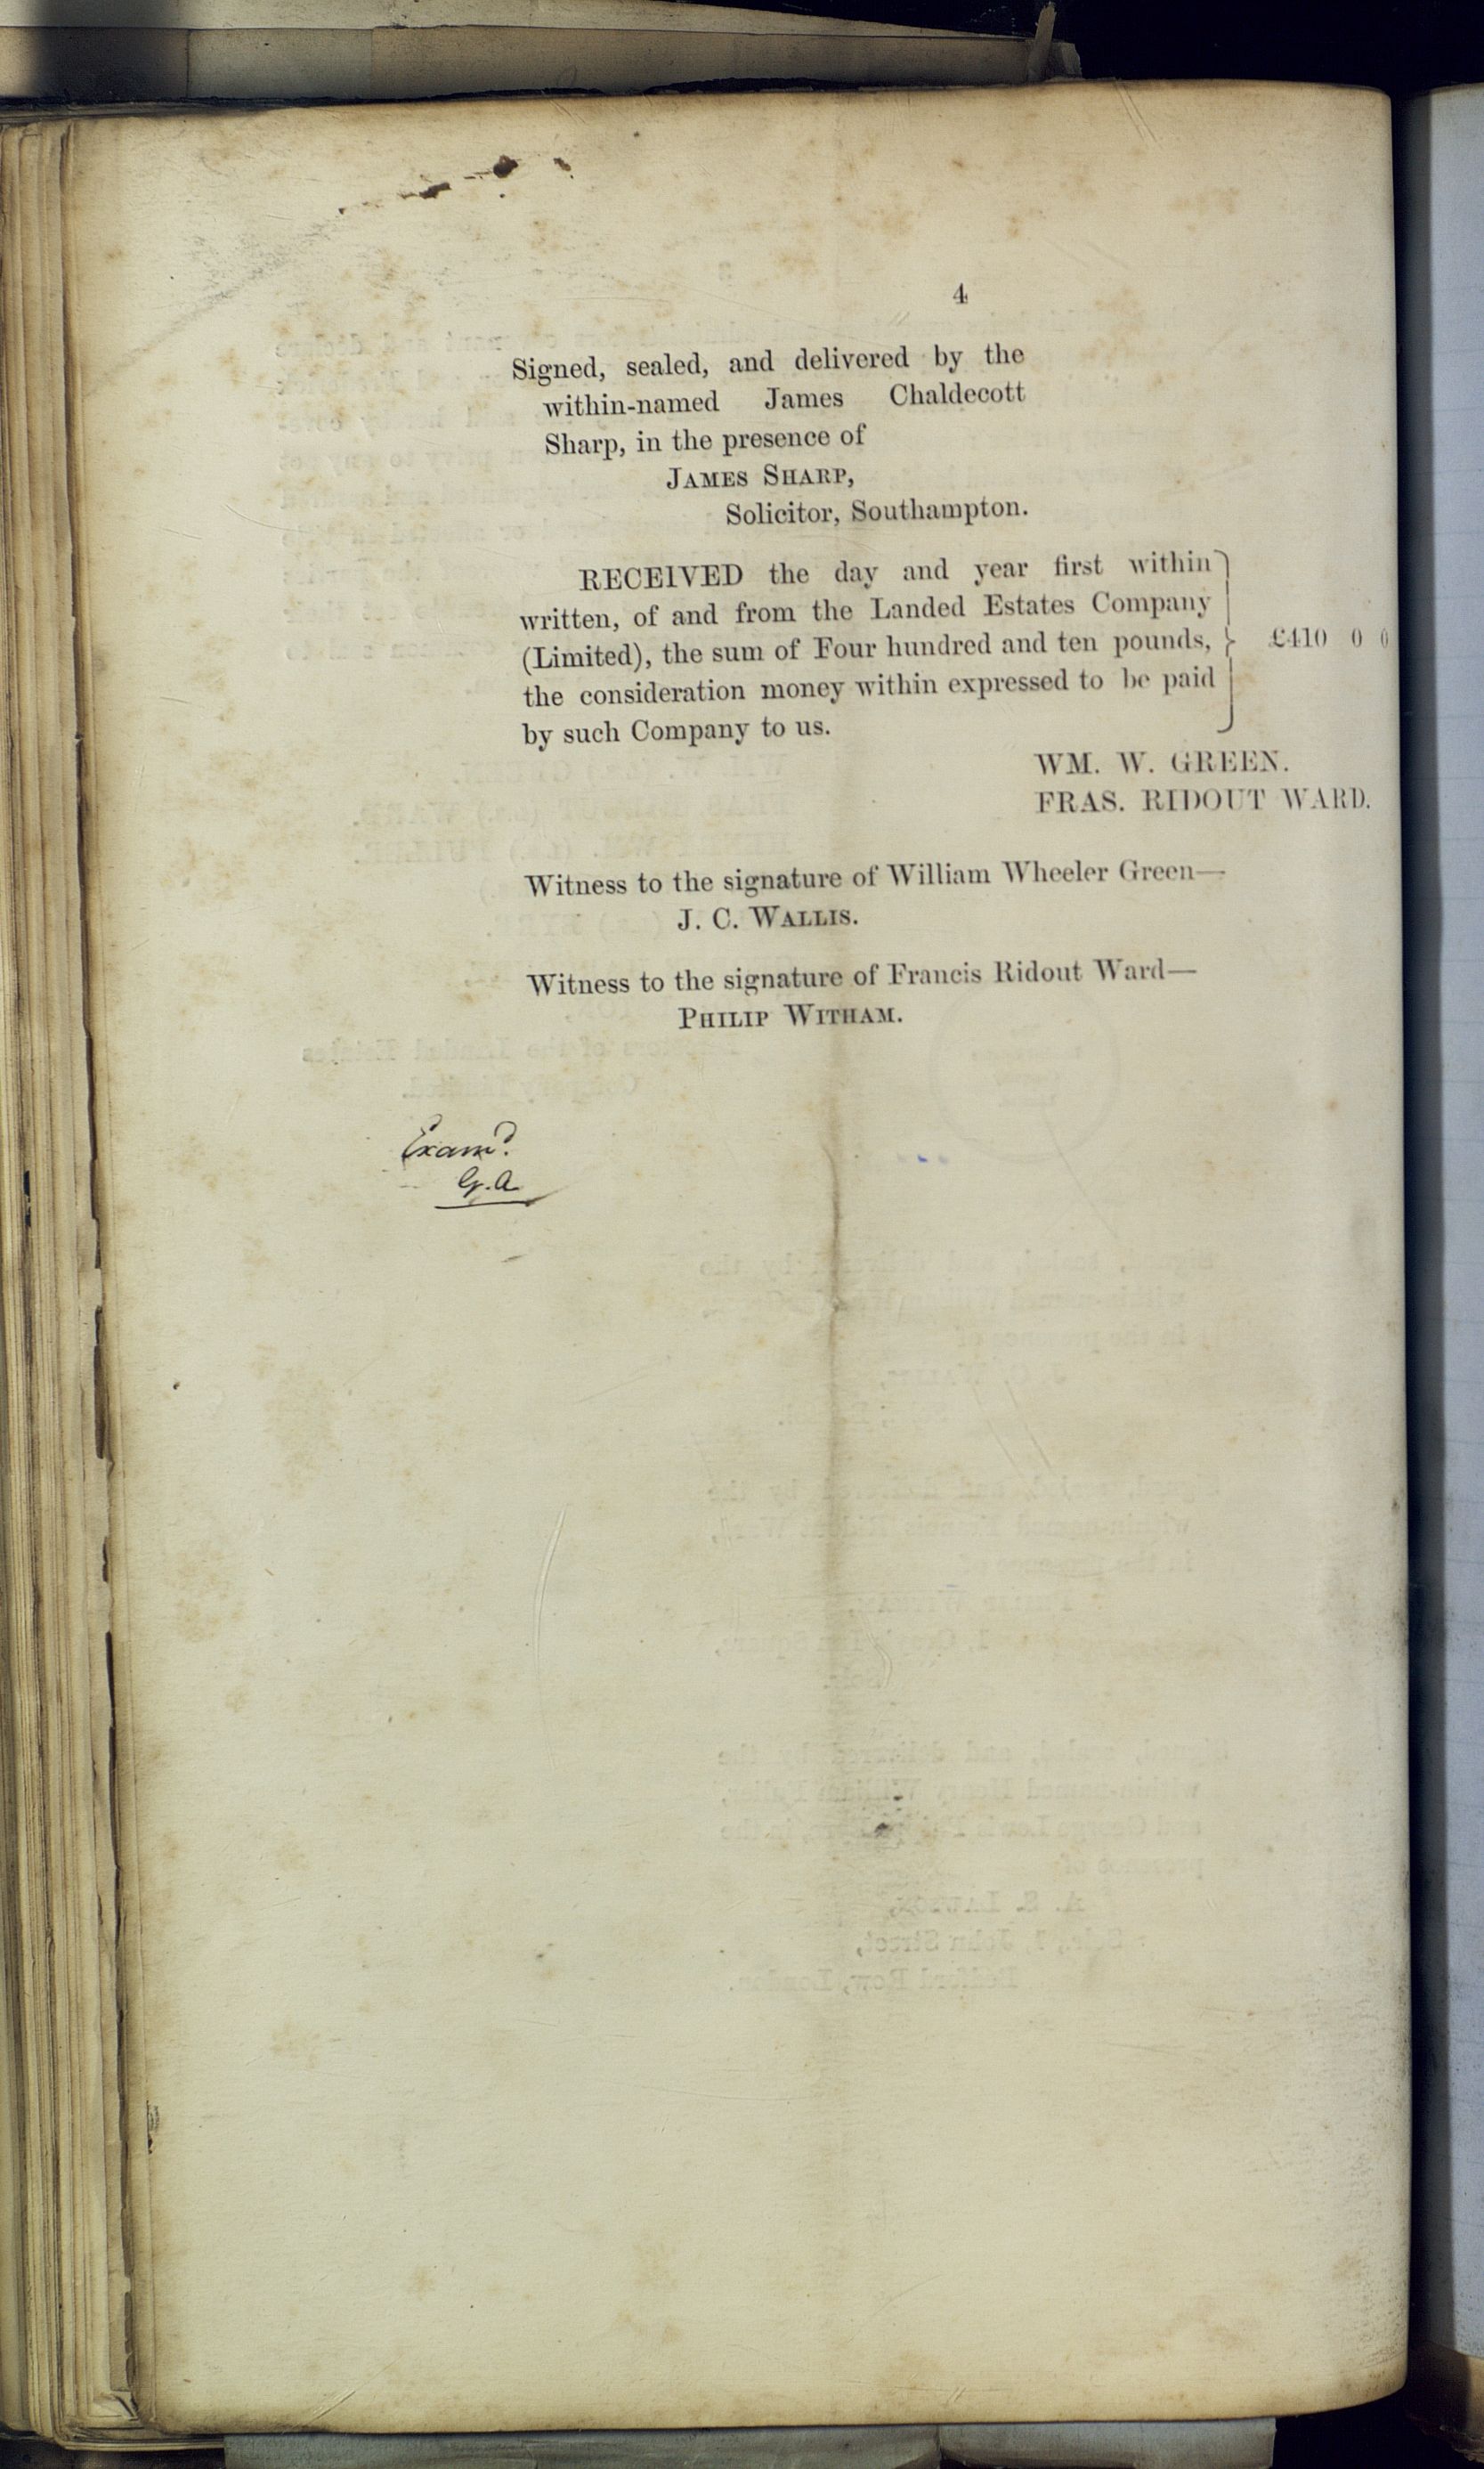 4
Signed, sealed, and delivered by the
within-named James Chaldecott
Sharp, in the presence of
JAMES SHARP,
Solicitor, Southampton.
RECEIVED the day and year first within
written, of and from the Landed Estates Company
(Limited), the sum of Four hundred and ten pounds, } £410 0 0
the consideration money within expressed to be paid
by such Company to us.
WM. W. GREEN.
FRAS. RIDOUT WARD.
Witness to the signature of William Wheeler Green—
J. C. WALLIS.
Witness to the signature of Francis Ridout Ward—
PHILIP WITHAM.
Examd.
G.A